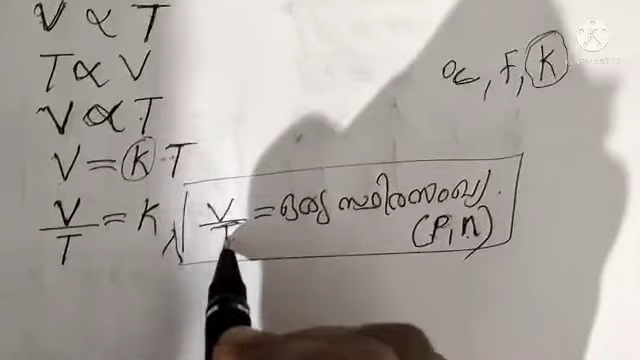 V ∝ T
T ∝ V
V ∝ T
V = K T
V/T = K
V/T = ഒരു സ്ഥിരസംഖ്യ.
(P, n)
°C, F, K